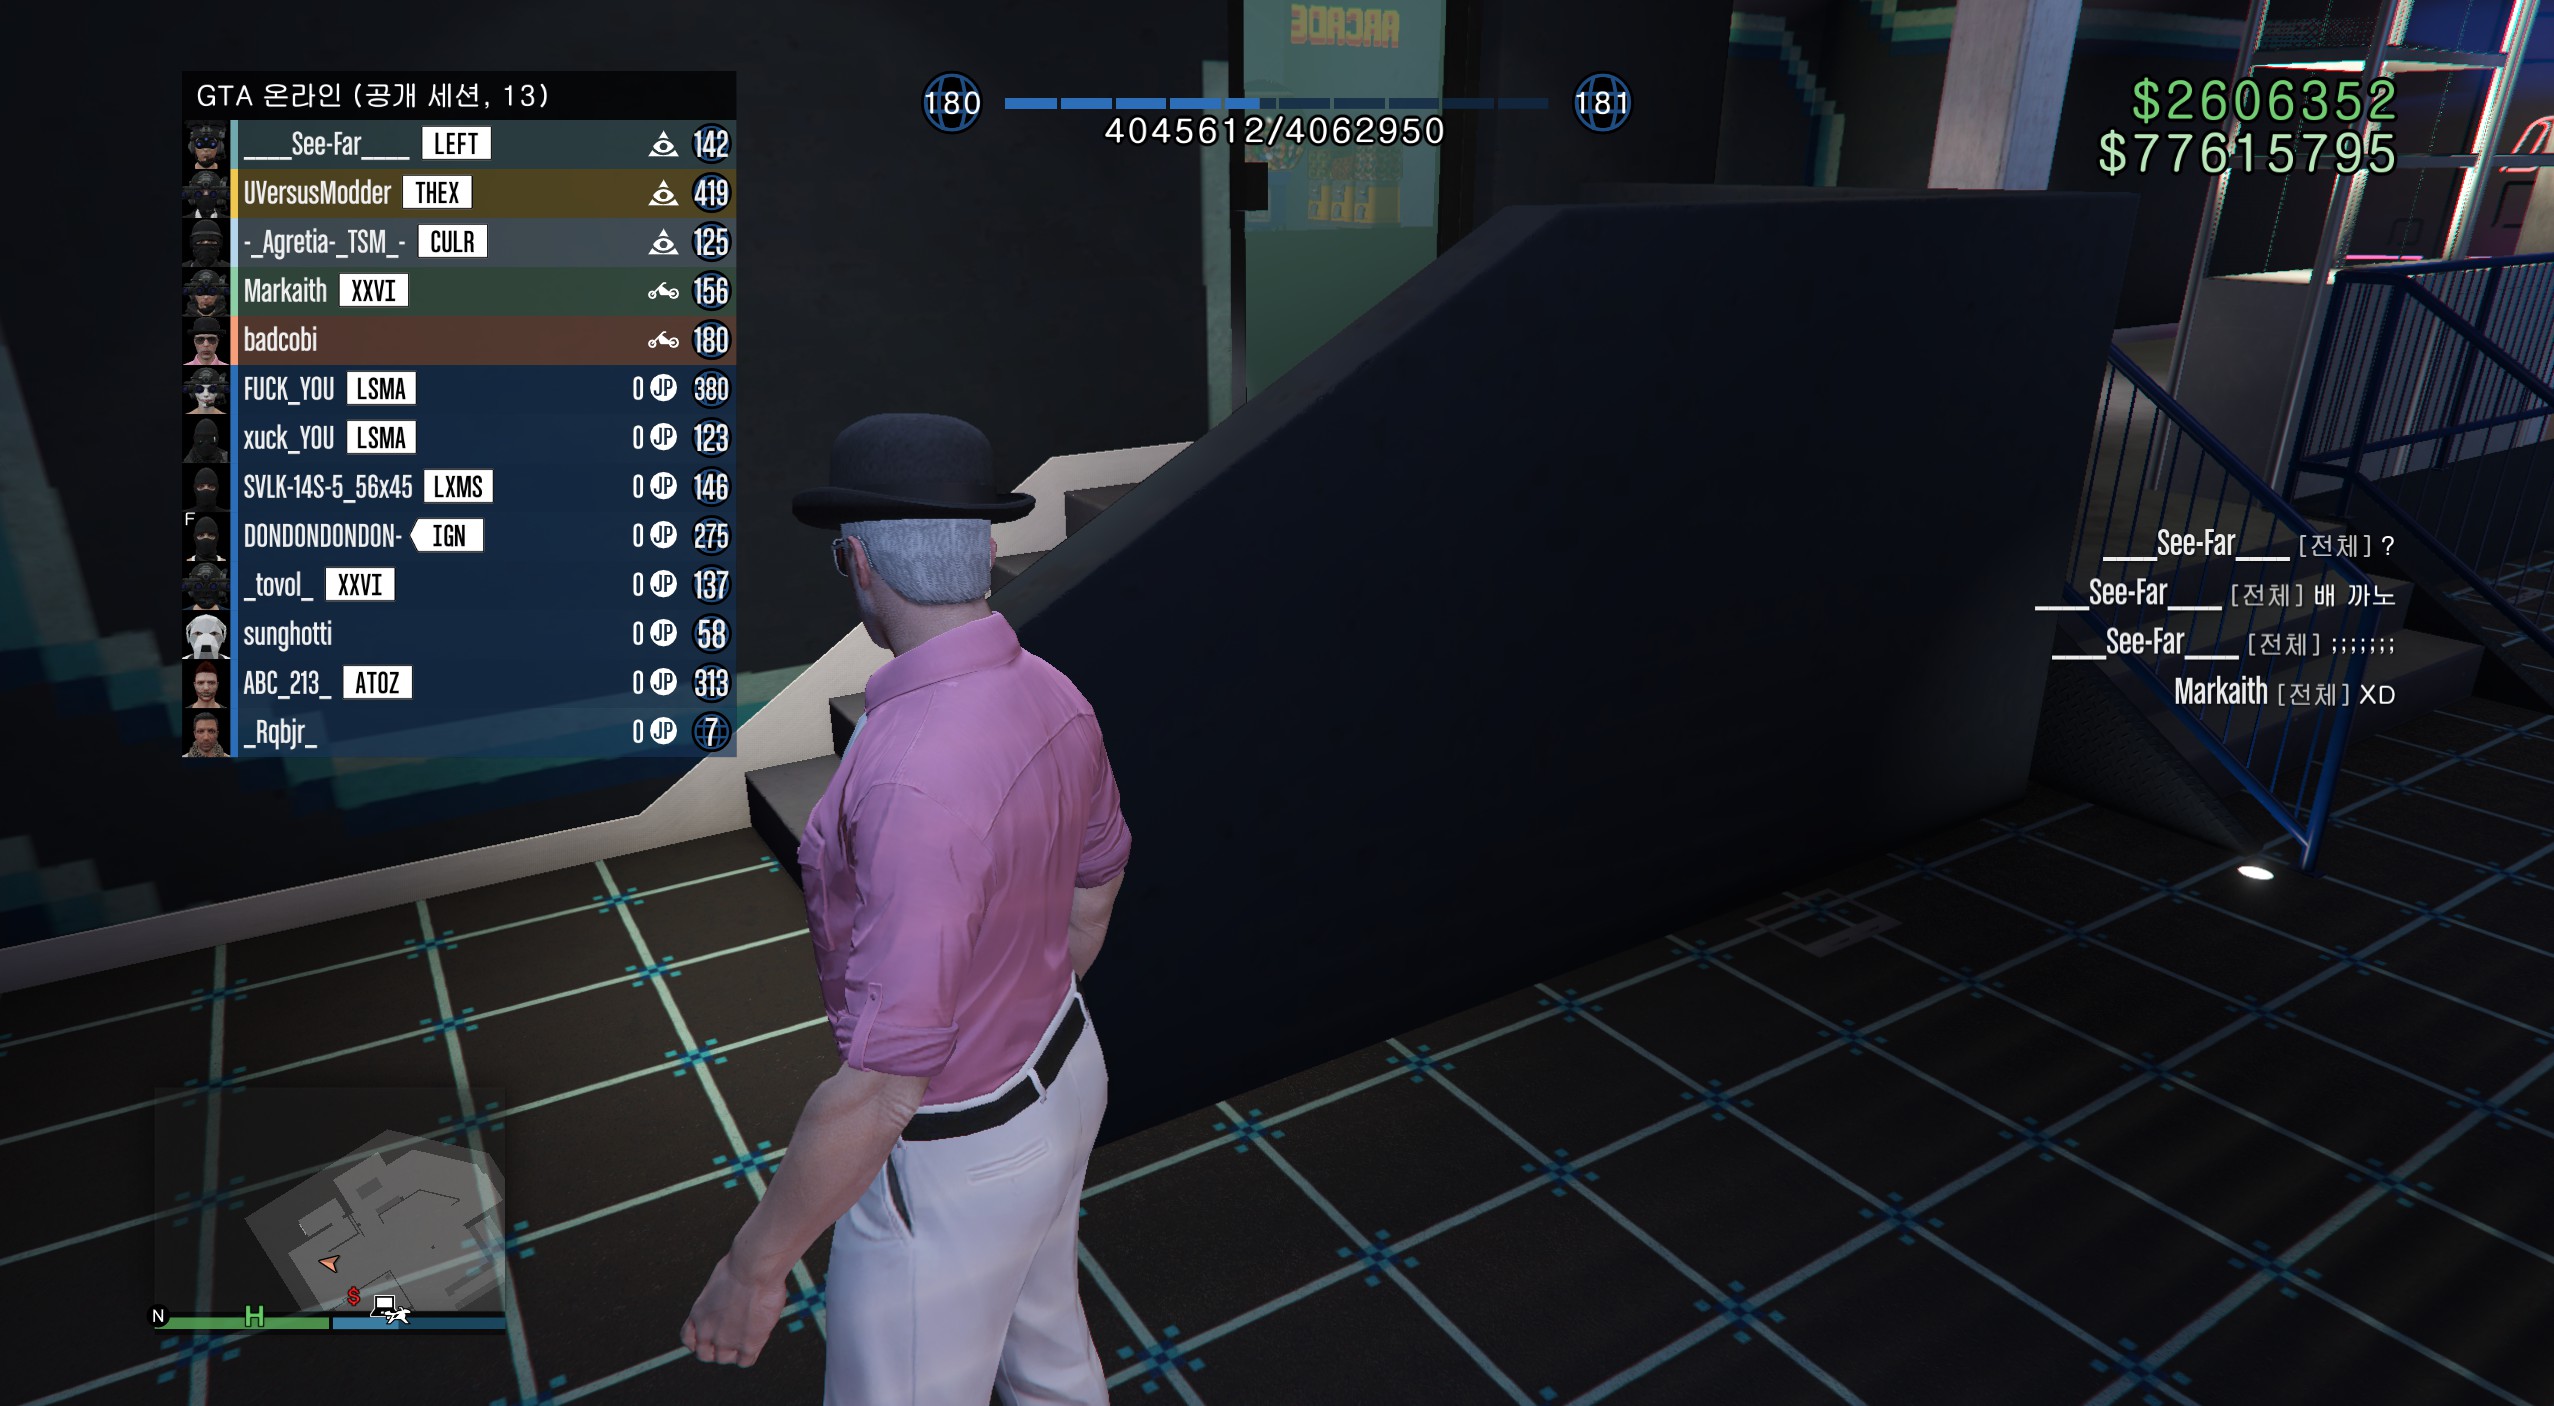 ARCADE
GTA 온라인 (공개 세션, 13)
____See-Far____ LEFT 142
UVersusModder THEX 419
-_Agretia-_TSM_- CULR 125
Markaith XXVI 156
badcobi 180
FUCK_YOU LSMA 0 JP 380
xuck_YOU LSMA 0 JP 123
SVLK-14S-5_56x45 LXMS 0 JP 146
F DONDONDONDON- IGN 0 JP 275
_tovol_ XXVI 0 JP 137
sunghotti 0 JP 58
ABC_213_ ATOZ 0 JP 313
_Rqbjr_ 0 JP 7
180 181
4045612/4062950
$2606352
$77615795
____See-Far____ [전체] ?
____See-Far____ [전체] 배 까노
____See-Far____ [전체] ;;;;;;;
Markaith [전체] XD
N H $